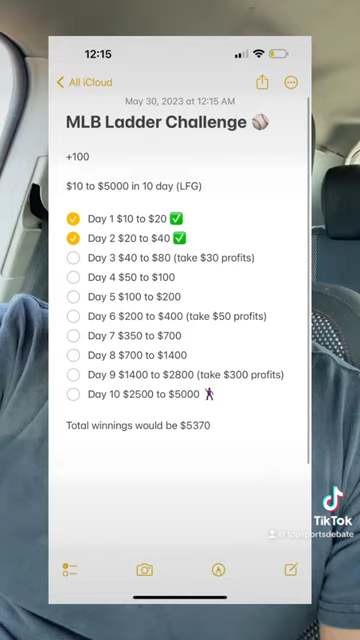 12:15
All iCloud
May 30, 2023 at 12:15 AM
MLB Ladder Challenge ⚾
+100
$10 to $5000 in 10 day (LFG)
Day 1 $10 to $20 ✅
Day 2 $20 to $40 ✅
Day 3 $40 to $80 (take $30 profits)
Day 4 $50 to $100
Day 5 $100 to $200
Day 6 $200 to $400 (take $50 profits)
Day 7 $350 to $700
Day 8 $700 to $1400
Day 9 $1400 to $2800 (take $300 profits)
Day 10 $2500 to $5000 🕺
Total winnings would be $5370
TikTok
@topsportsdebate